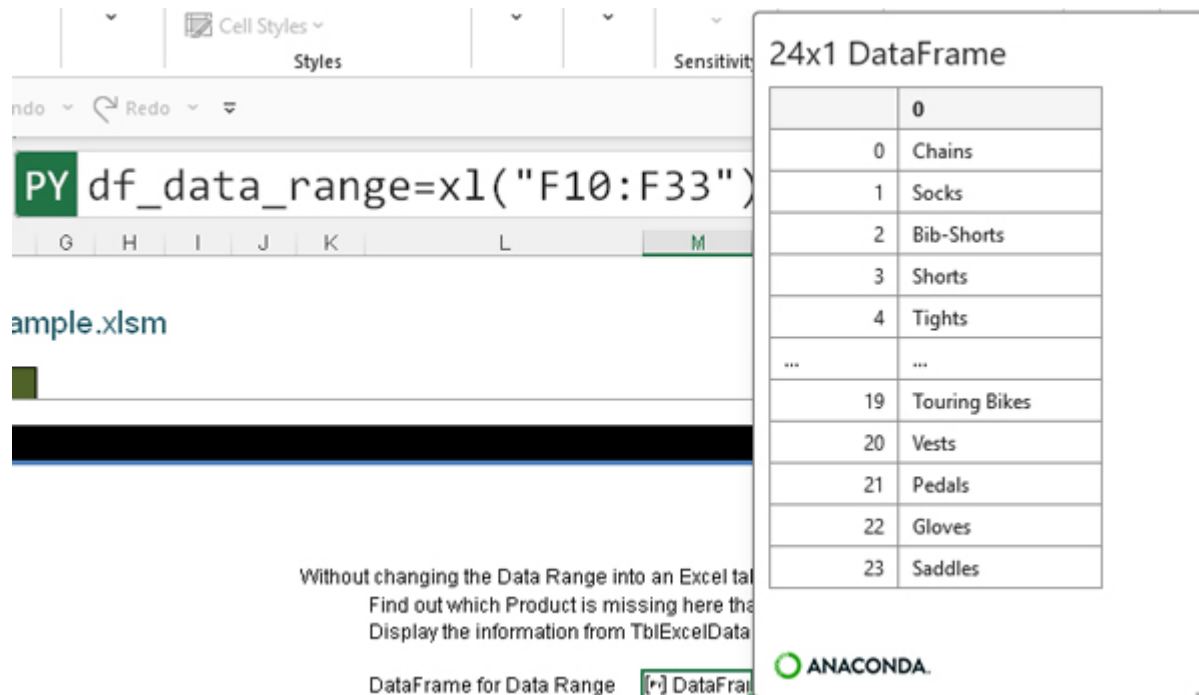 Cell Styles
Styles
Sensitivit
ndo
Redo
PY df_data_range=xl("F10:F33")
G H I J K L M
ample.xlsm
Without changing the Data Range into an Excel tal
Find out which Product is missing here tha
Display the information from TblExcelData
DataFrame for Data Range
DataFra
24x1 DataFrame
0
0 Chains
1 Socks
2 Bib-Shorts
3 Shorts
4 Tights
... ...
19 Touring Bikes
20 Vests
21 Pedals
22 Gloves
23 Saddles
ANACONDA.